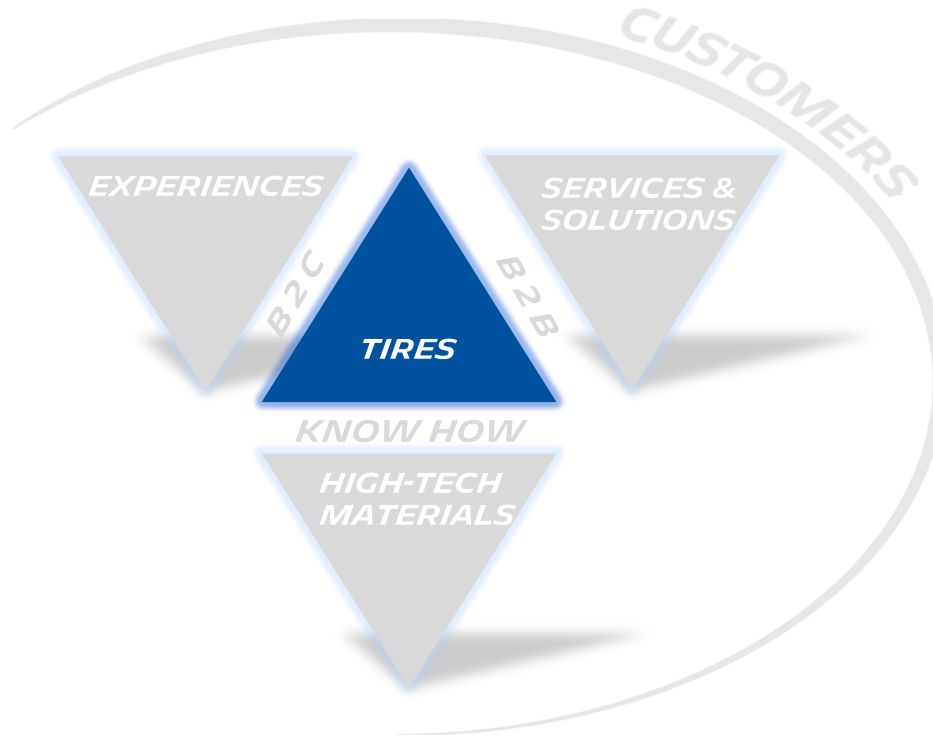 CUSTOMERS
EXPERIENCES
SERVICES &
SOLUTIONS
B2C
B2B
TIRES
KNOW HOW
HIGH-TECH
MATERIALS